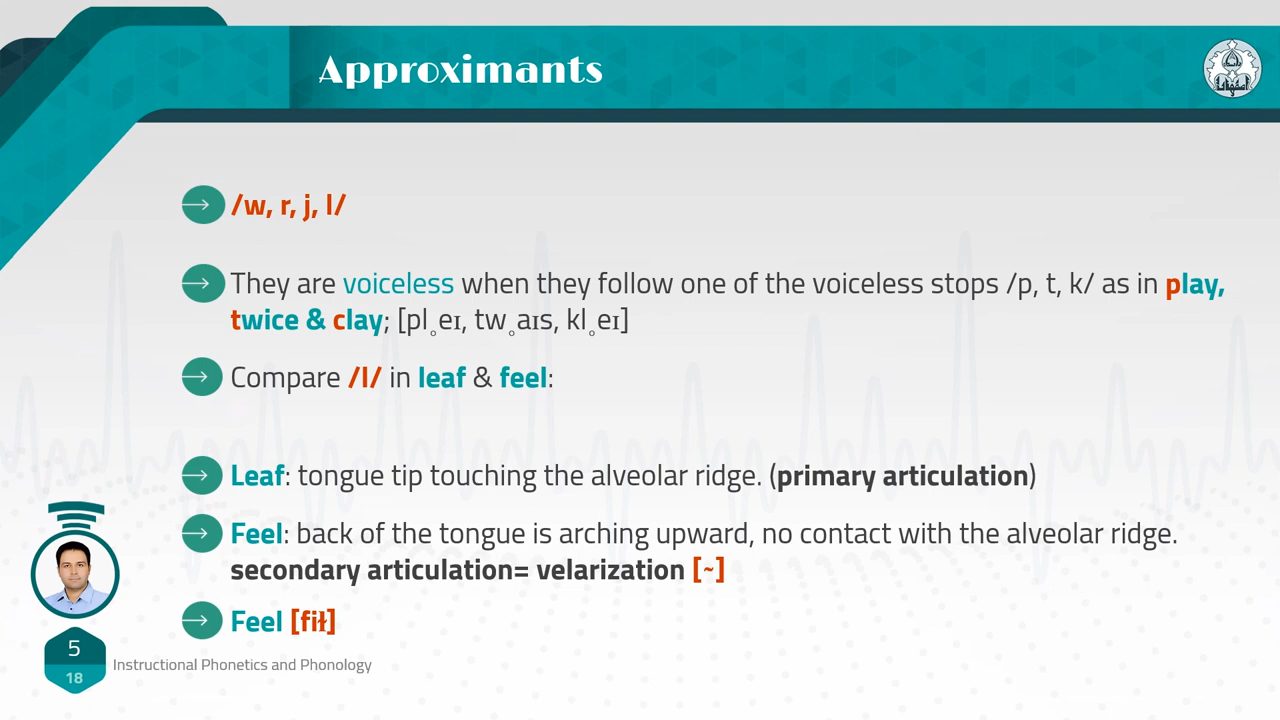 Approximants
/w, r, j, l/
They are voiceless when they follow one of the voiceless stops /p, t, k/ as in play,
twice & clay; [pl̥eɪ, tw̥aɪs, kl̥eɪ]
Compare /l/ in leaf & feel:
Leaf: tongue tip touching the alveolar ridge. (primary articulation)
Feel: back of the tongue is arching upward, no contact with the alveolar ridge.
secondary articulation= velarization [~]
Feel [fiɫ]
5
18
Instructional Phonetics and Phonology